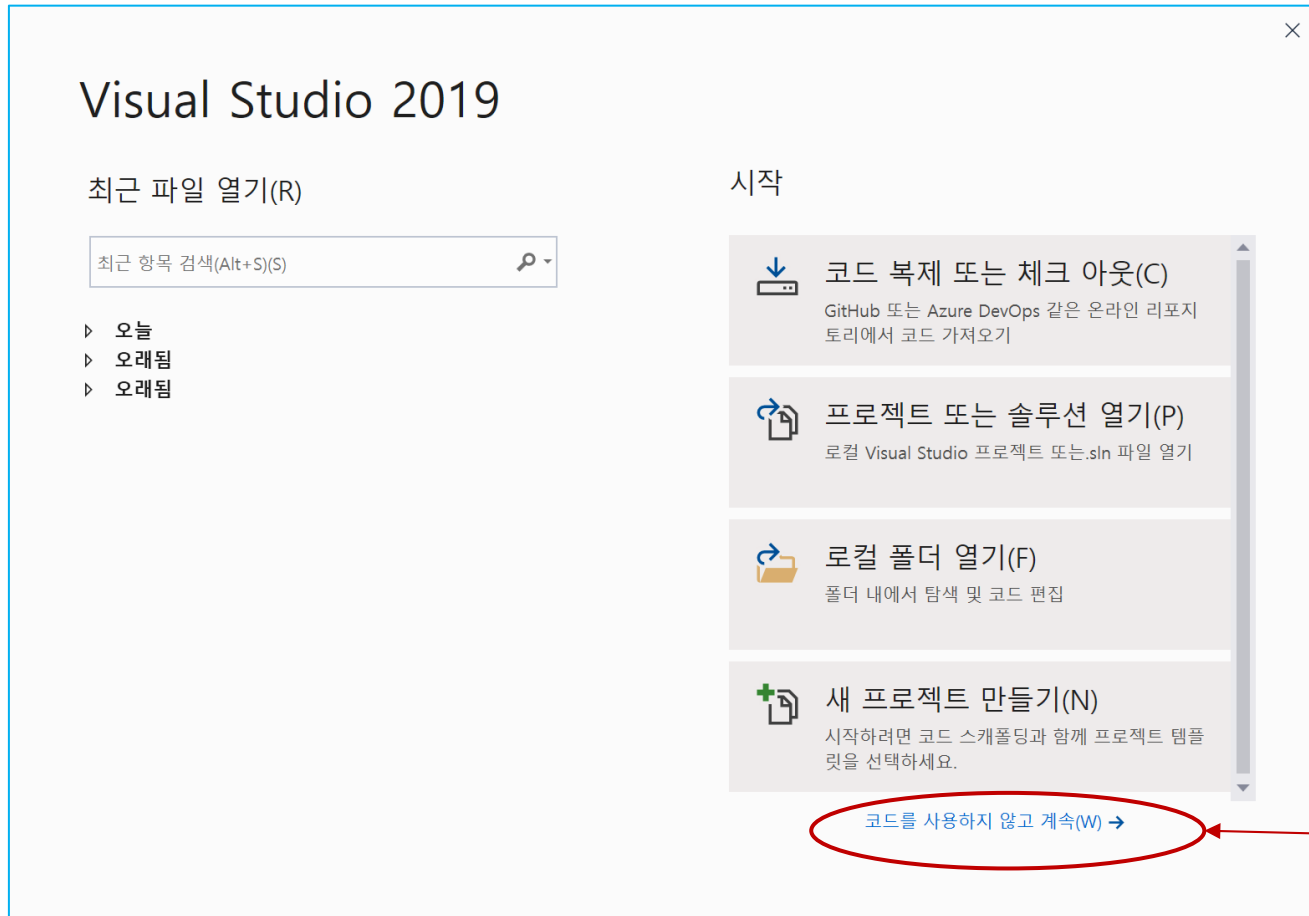 Visual Studio 2019
최근 파일 열기(R)
최근 항목 검색(Alt+S)(S)
오늘
오래됨
오래됨
시작
코드 복제 또는 체크 아웃(C)
GitHub 또는 Azure DevOps 같은 온라인 리포지
토리에서 코드 가져오기
프로젝트 또는 솔루션 열기(P)
로컬 Visual Studio 프로젝트 또는.sln 파일 열기
로컬 폴더 열기(F)
폴더 내에서 탐색 및 코드 편집
새 프로젝트 만들기(N)
시작하려면 코드 스캐폴딩과 함께 프로젝트 템플
릿을 선택하세요.
코드를 사용하지 않고 계속(W) →